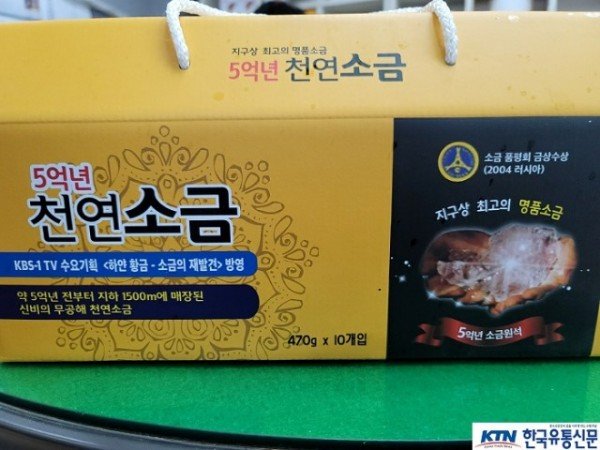 지구상 최고의 명품소금
5억년 천연소금
5억년
천연소금
KBS-1 TV 수요기획 <하얀 황금 - 소금의 재발견> 방영
약 5억년 전부터 지하 1500m에 매장된
신비의 무공해 천연소금
470g x 10개입
소금 품평회 금상수상
(2004 러시아)
지구상 최고의 명품소금
5억년 소금원석
KTN 한국유통신문